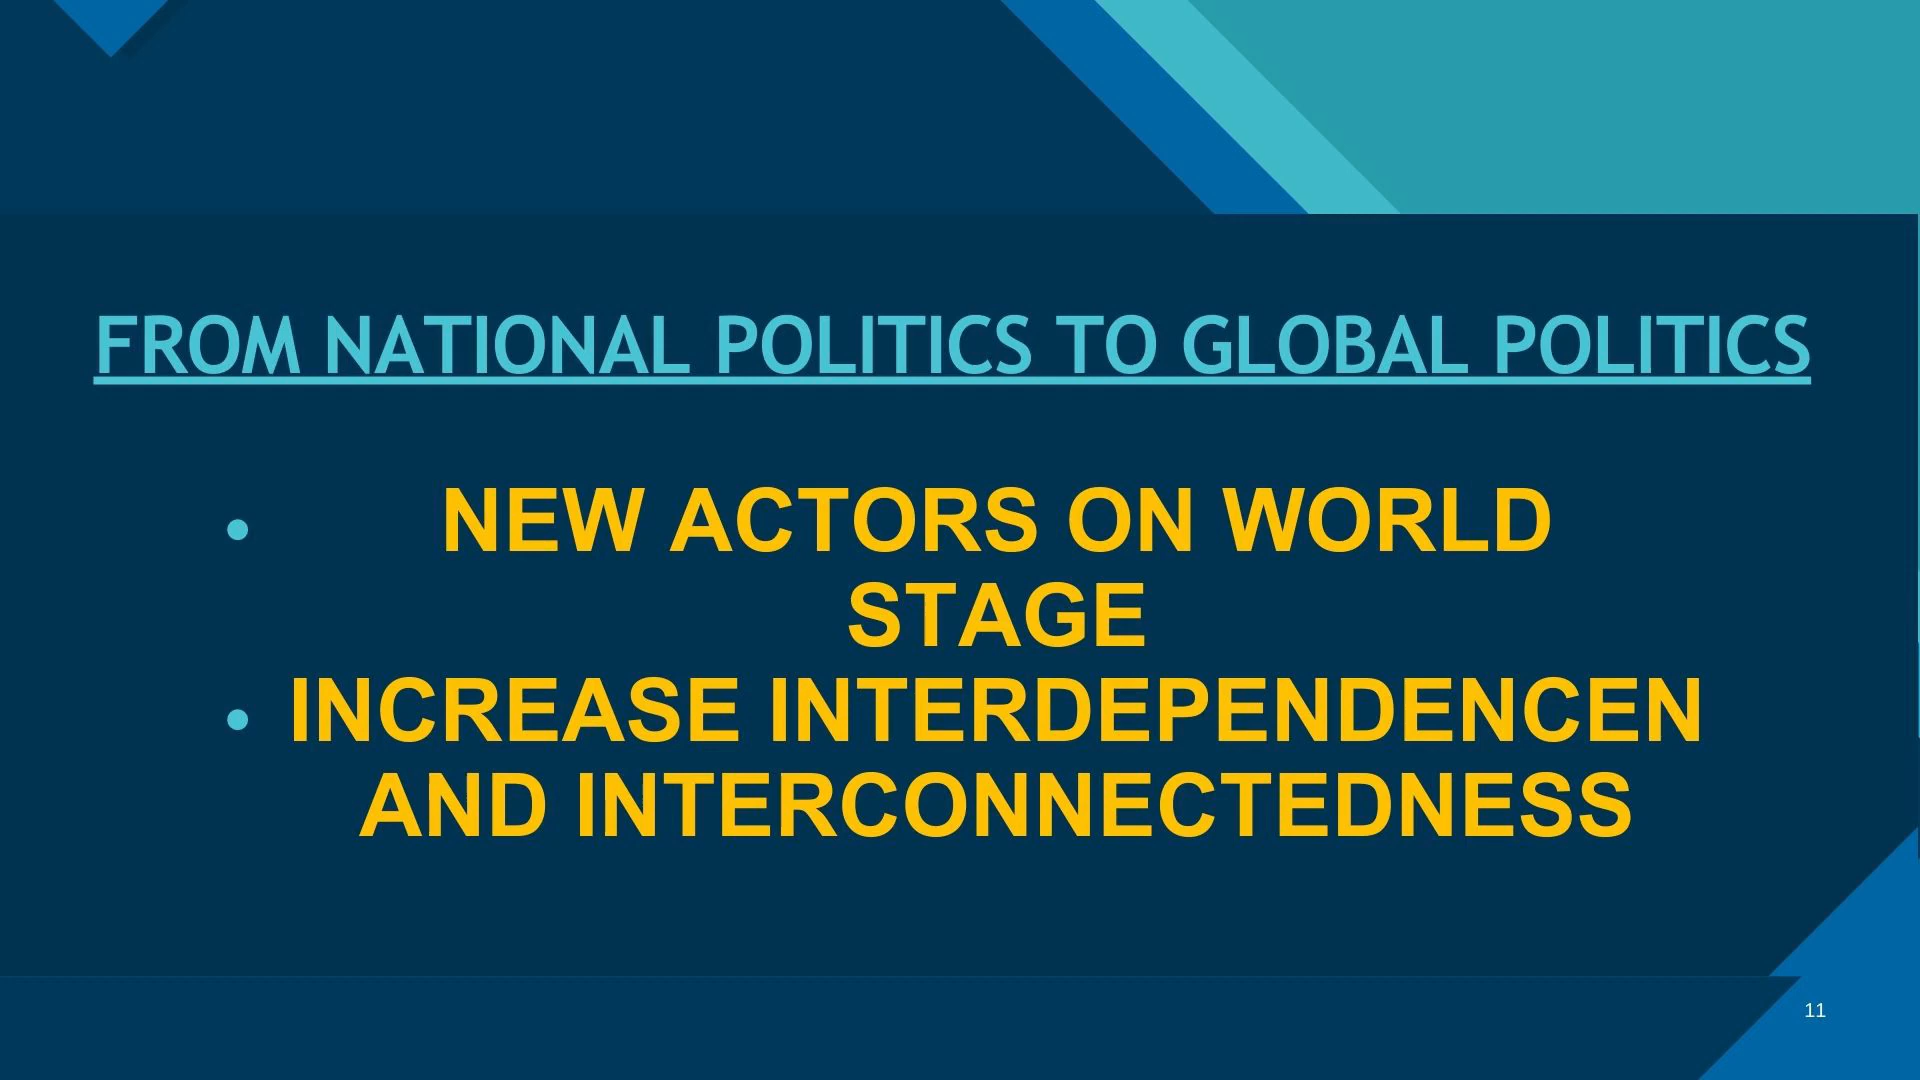 FROM NATIONAL POLITICS TO GLOBAL POLITICS
• NEW ACTORS ON WORLD
STAGE
• INCREASE INTERDEPENDENCEN
AND INTERCONNECTEDNESS
11